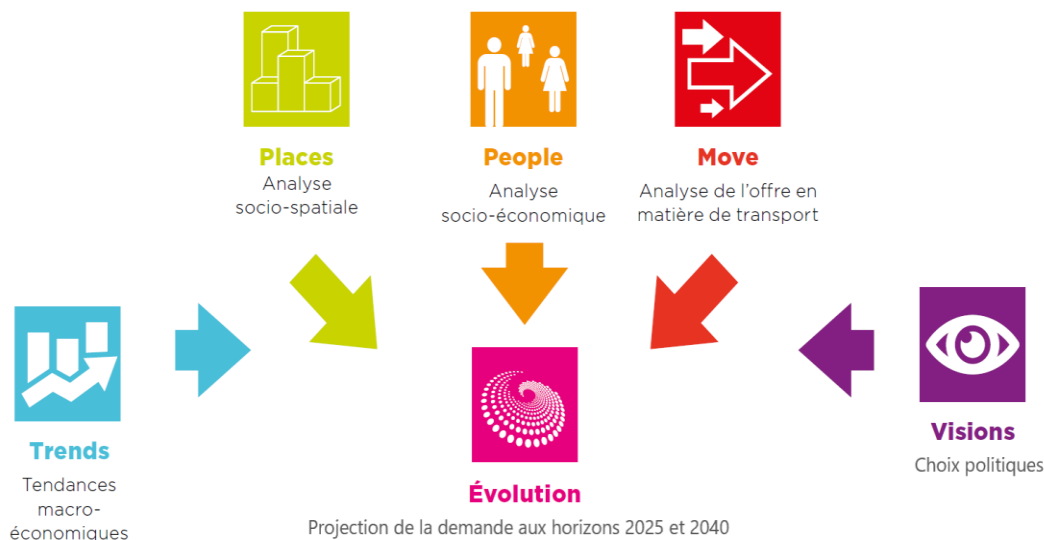 Places
Analyse
socio-spatiale
People
Analyse
socio-économique
Move
Analyse de l’offre en
matière de transport
Trends
Tendances
macro-
économiques
Visions
Choix politiques
Évolution
Projection de la demande aux horizons 2025 et 2040